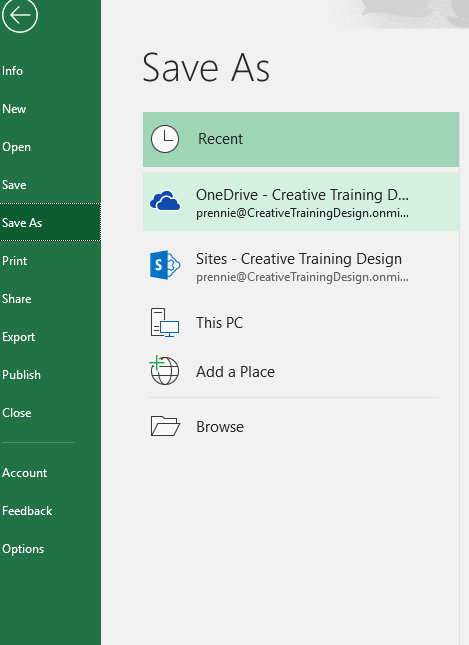 Save As
Info
New
Open
Save
Save As
Print
Share
Export
Publish
Close
Account
Feedback
Options
Recent
OneDrive - Creative Training D...
prennie@CreativeTrainingDesign.onmi...
Sites - Creative Training Design
prennie@CreativeTrainingDesign.onmi...
This PC
Add a Place
Browse